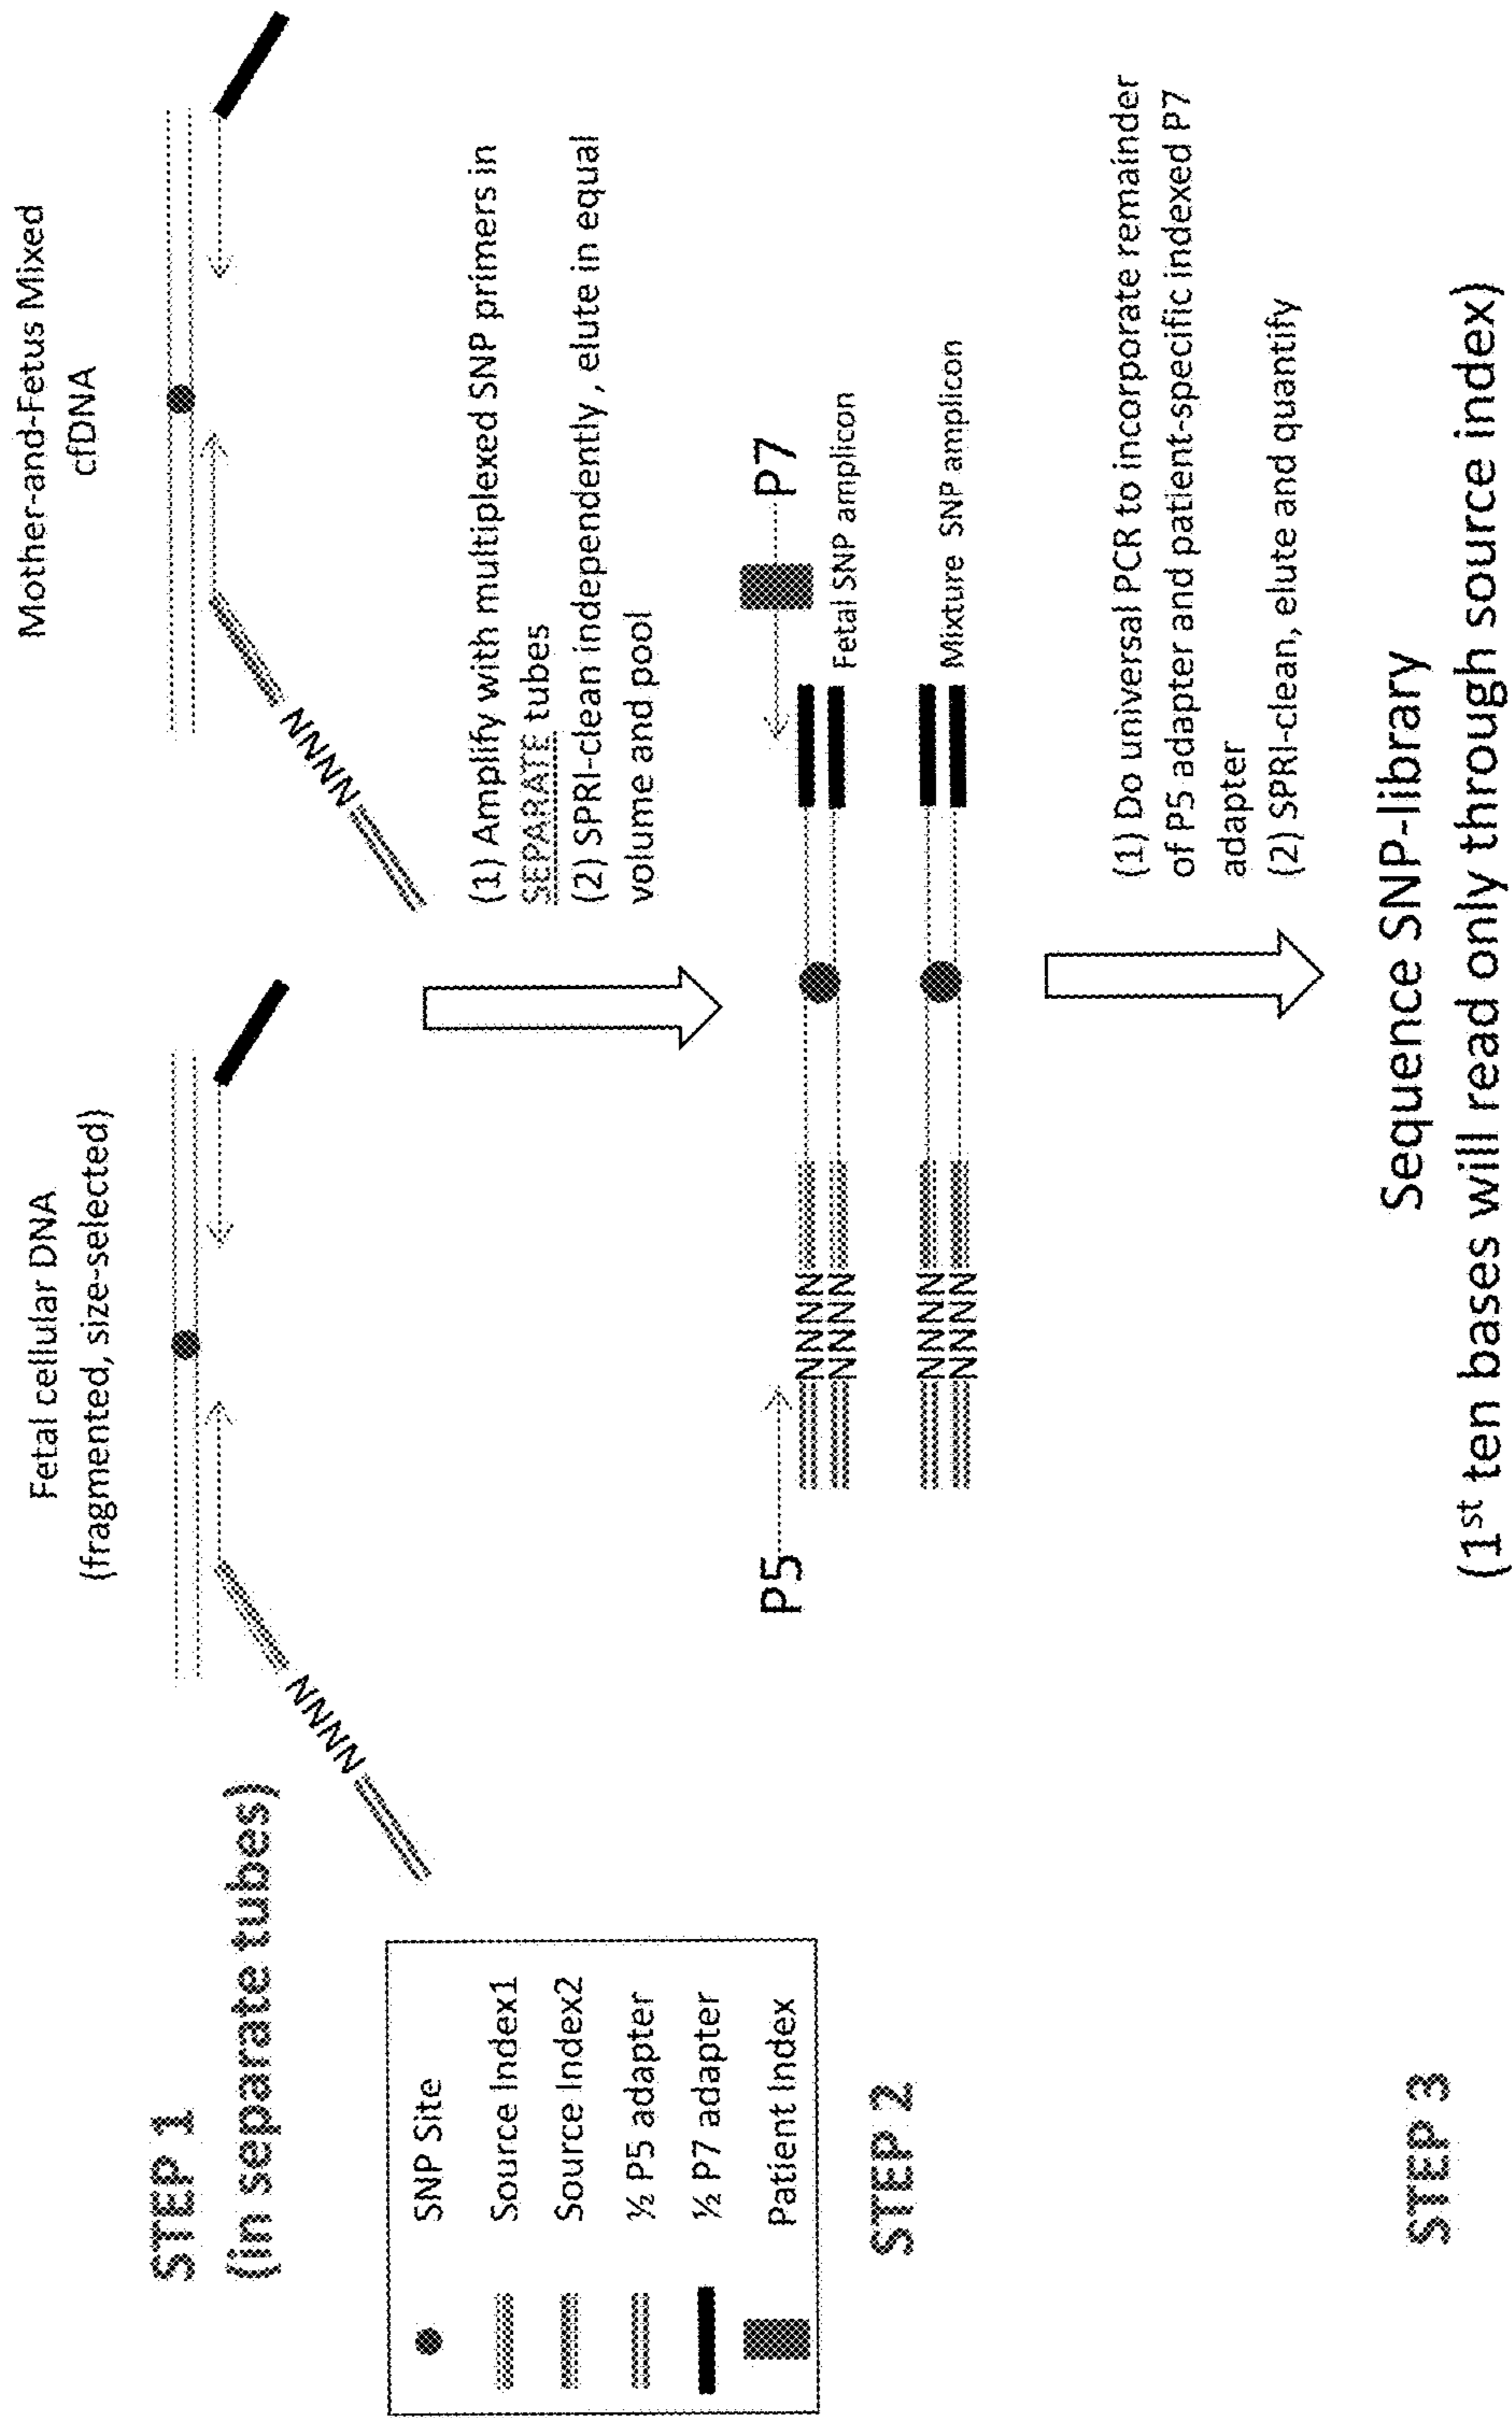 STEP 1
(in separate tubes)
Fetal cellular DNA
(fragmented, size-selected)
Mother-and-Fetus Mixed
cfDNA
NNNN
NNNN
SNP Site
Source Index1
Source Index2
½ P5 adapter
½ P7 adapter
Patient Index
(1) Amplify with multiplexed SNP primers in
SEPARATE tubes
(2) SPRI-clean independently , elute in equal
volume and pool
STEP 2
P5
P7
NNNN
NNNN
Fetal SNP amplicon
NNNN
NNNN
Mixture SNP amplicon
(1) Do universal PCR to incorporate remainder
of P5 adapter and patient-specific indexed P7
adapter
(2) SPRI-clean, elute and quantify
STEP 3
Sequence SNP-library
(1st ten bases will read only through source index)